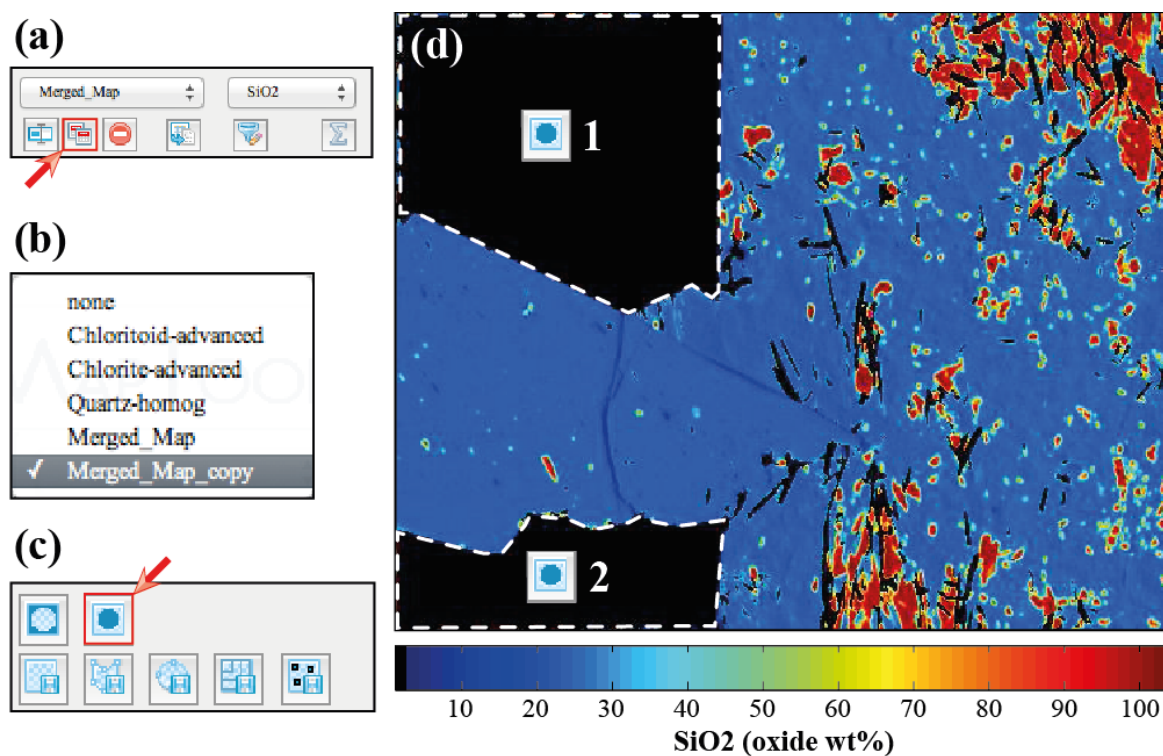 (a)
Merged_Map
SiO2
(b)
none
Chloritoid-advanced
Chlorite-advanced
Quartz-homog
Merged_Map
✓ Merged_Map_copy
(c)
(d)
1
2
10 20 30 40 50 60 70 80 90 100
SiO2 (oxide wt%)